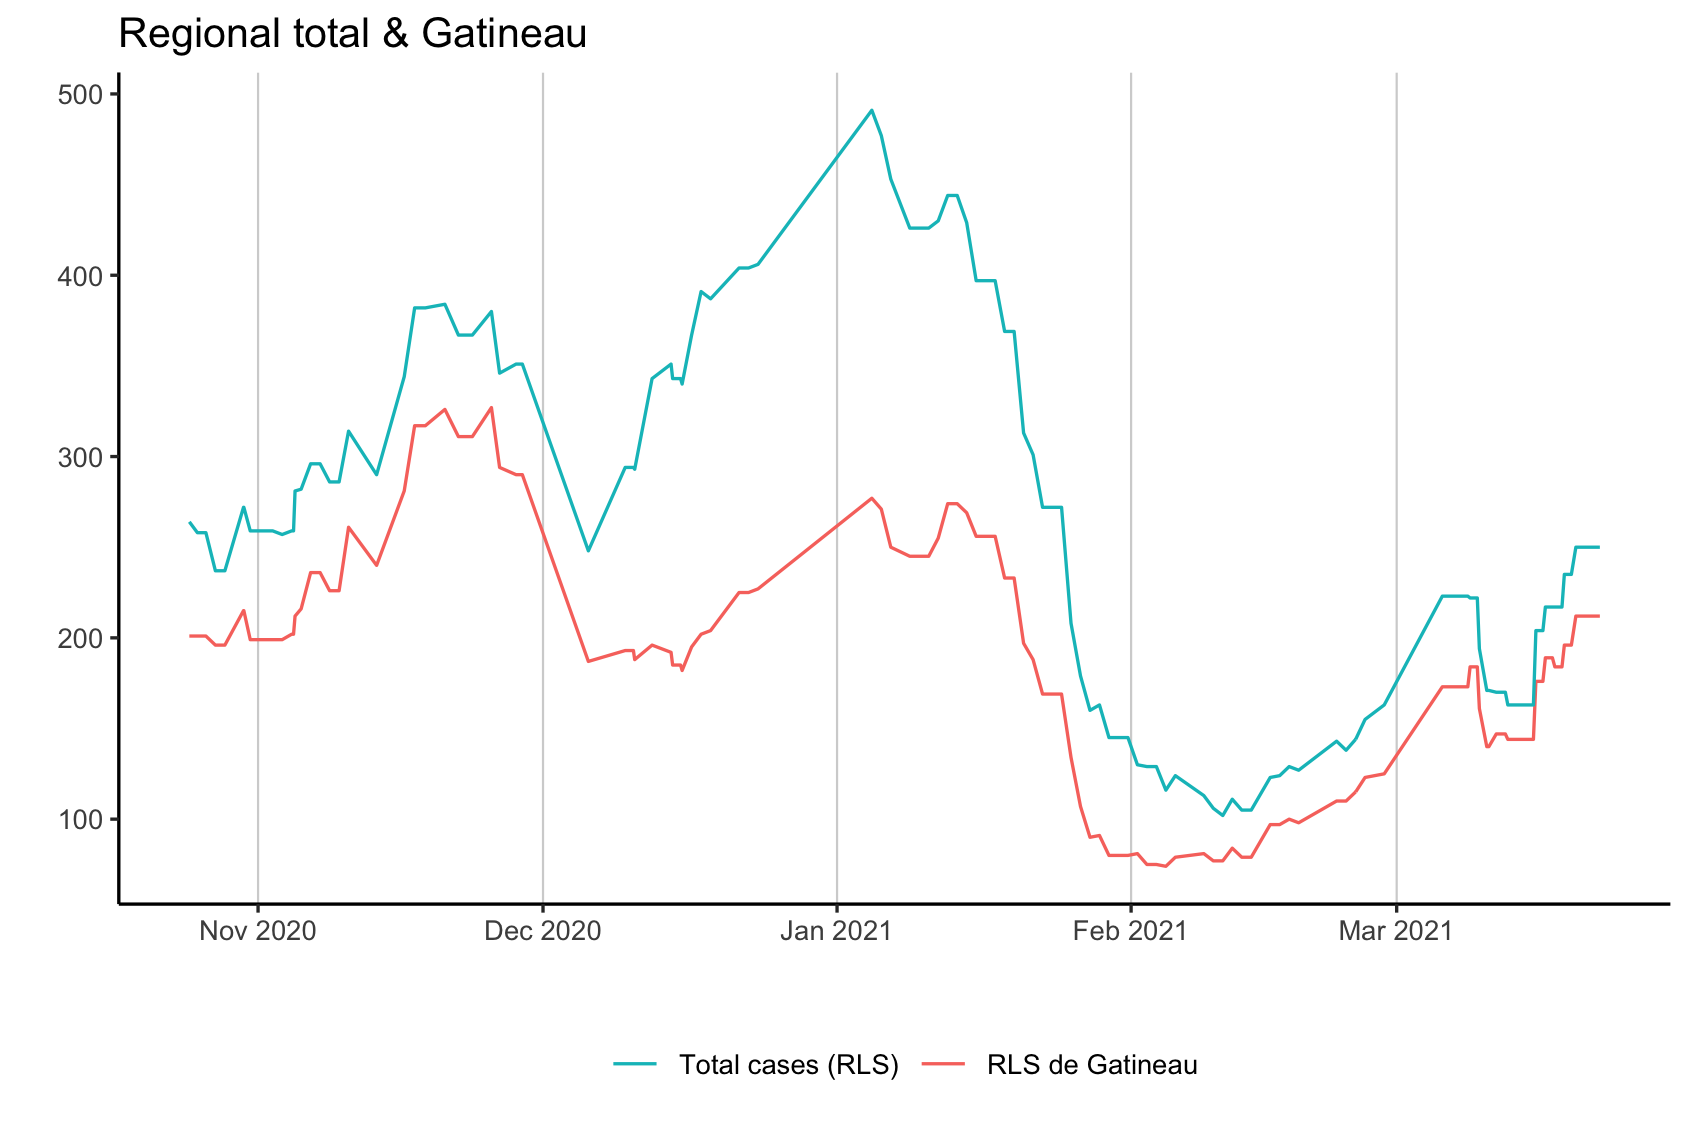 Regional total & Gatineau
500
400
300
200
100
Nov 2020 Dec 2020 Jan 2021 Feb 2021 Mar 2021
Total cases (RLS) RLS de Gatineau